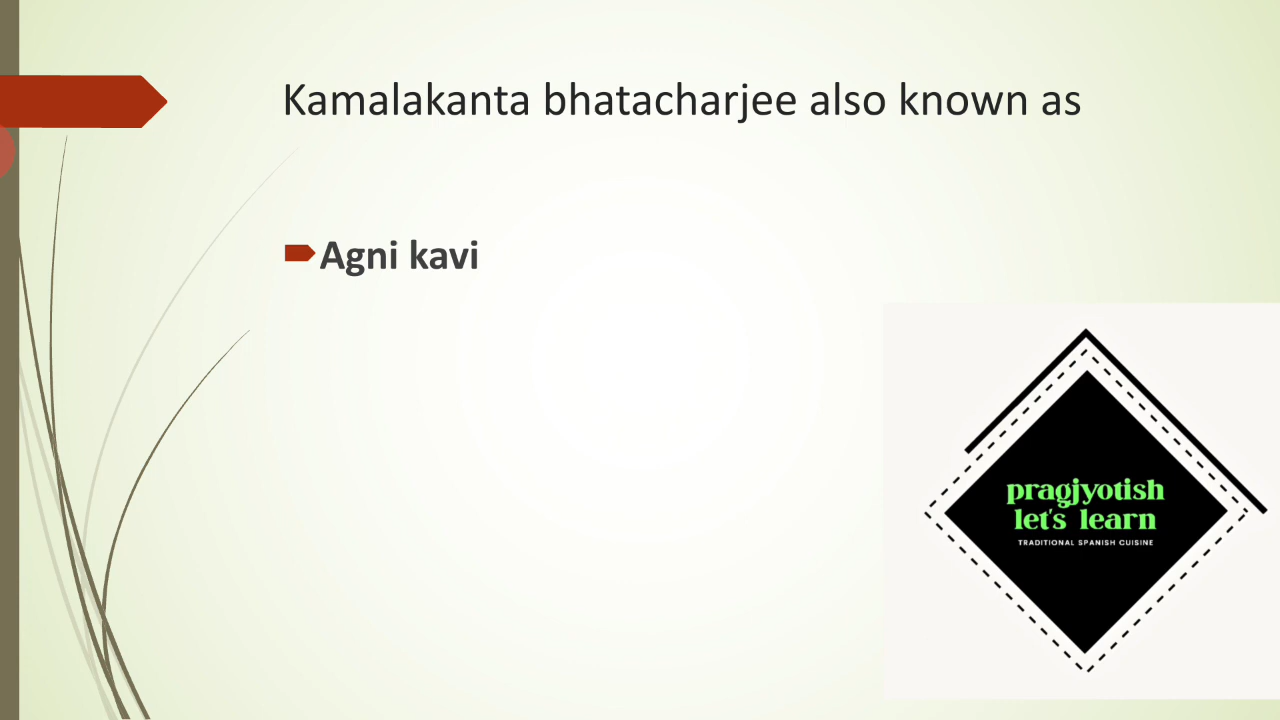 Kamalakanta bhatacharjee also known as
Agni kavi
pragjyotish
let's learn
TRADITIONAL SPANISH CUISINE